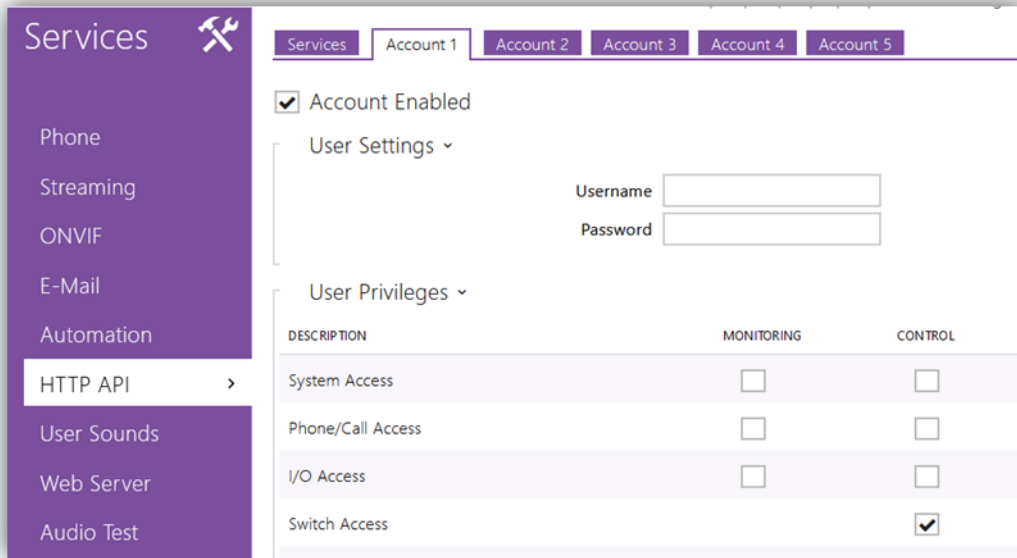 Services
Services Account 1 Account 2 Account 3 Account 4 Account 5
Account Enabled
User Settings
Username
Password
User Privileges
DESCRIPTION MONITORING CONTROL
System Access
Phone/Call Access
I/O Access
Switch Access
Phone
Streaming
ONVIF
E-Mail
Automation
HTTP API
User Sounds
Web Server
Audio Test